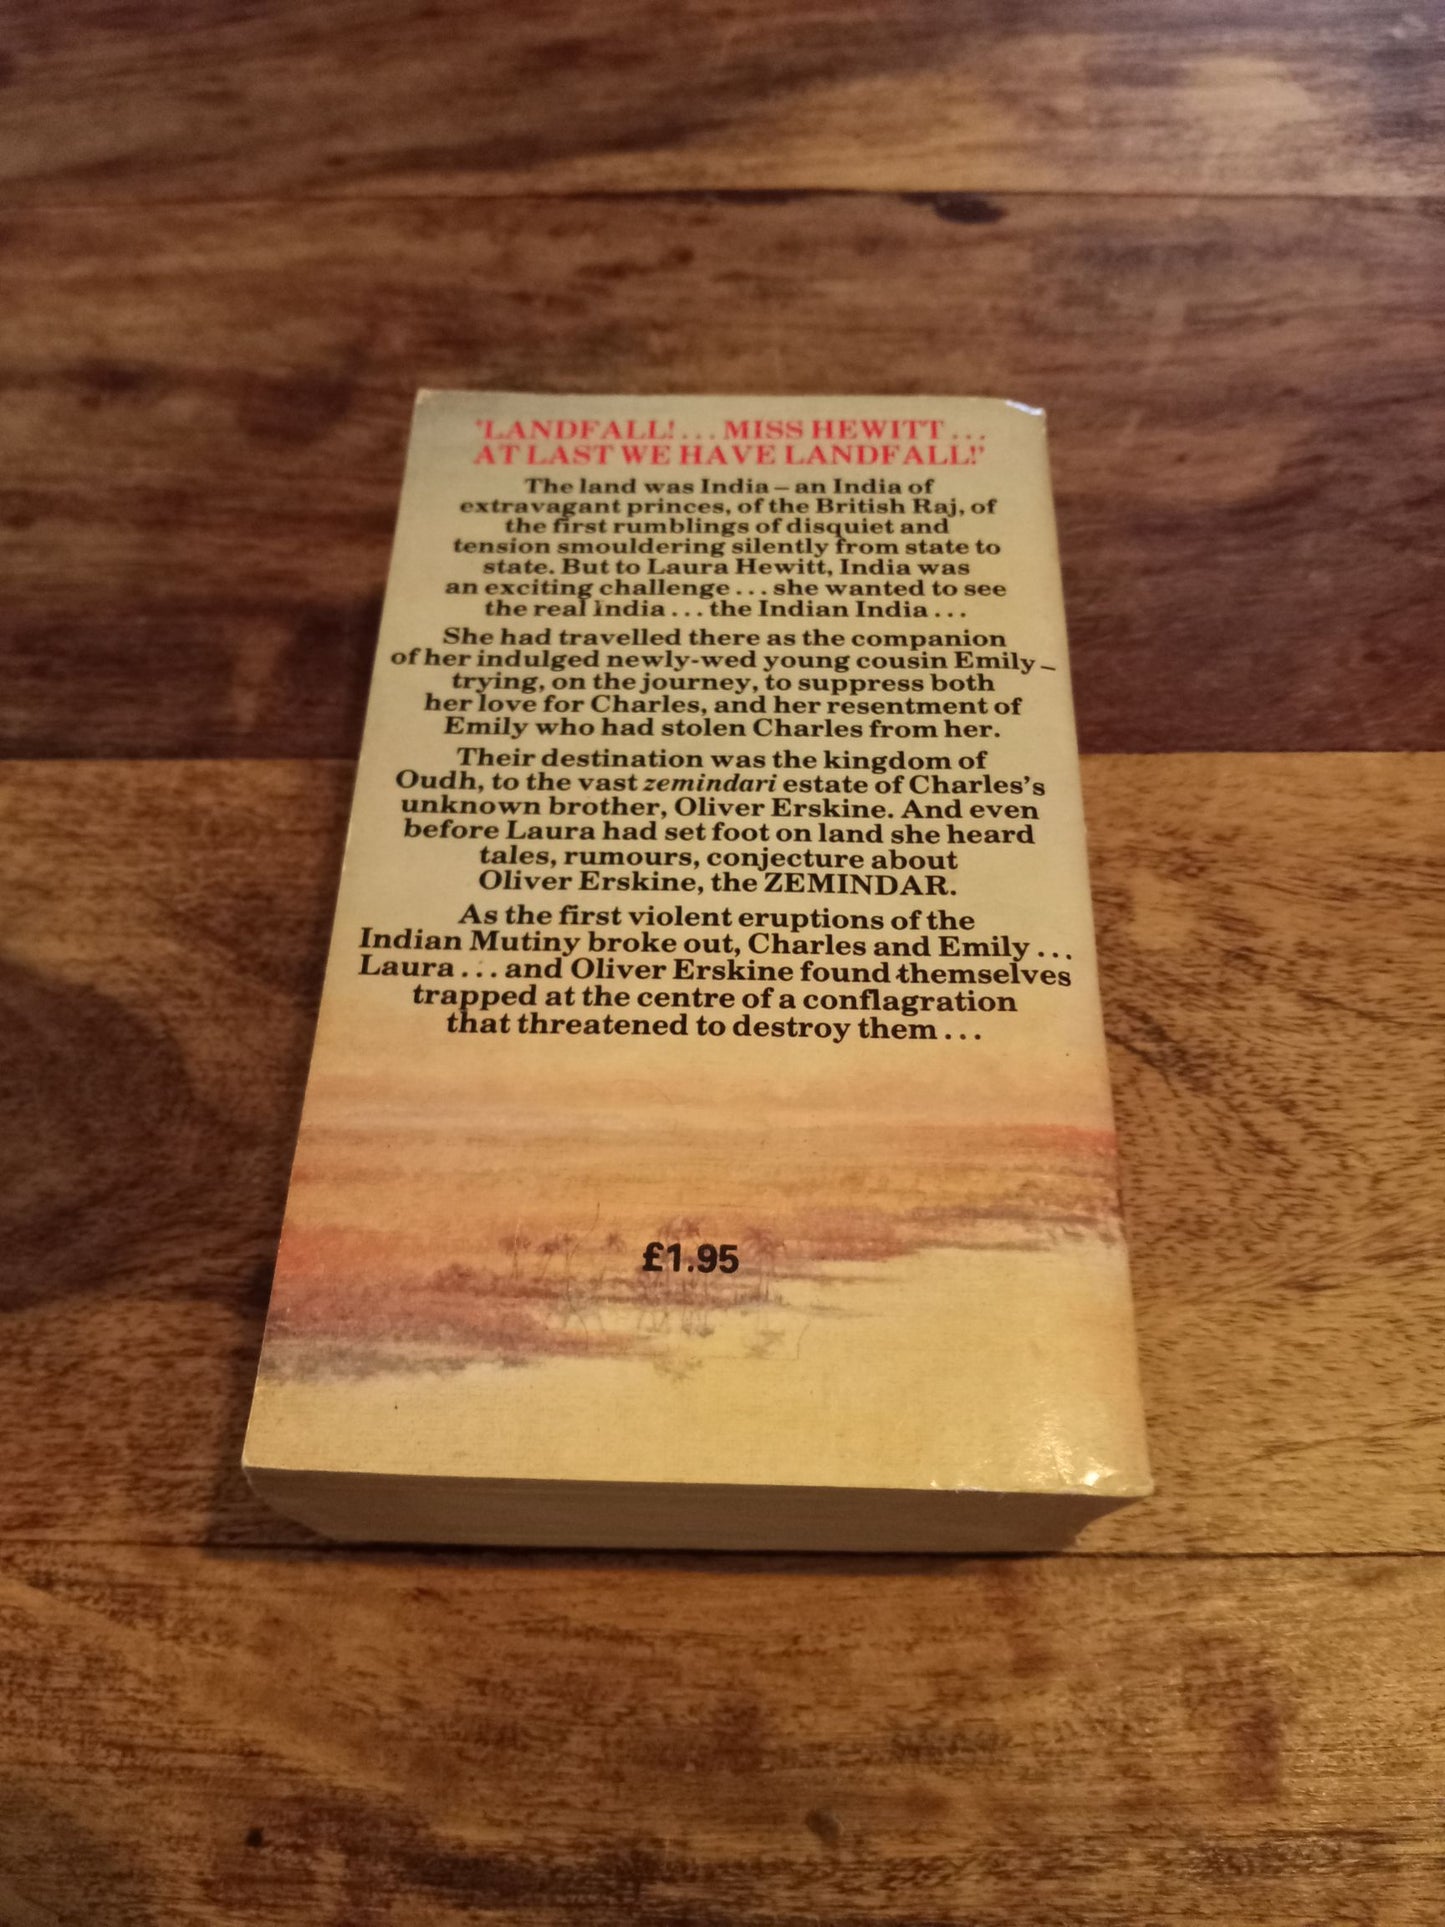 'LANDFALL! ... MISS HEWITT ...
AT LAST WE HAVE LANDFALL!'
The land was India – an India of
extravagant princes, of the British Raj, of
the first rumblings of disquiet and
tension smouldering silently from state to
state. But to Laura Hewitt, India was
an exciting challenge ... she wanted to see
the real India ... the Indian India ...
She had travelled there as the companion
of her indulged newly-wed young cousin Emily –
trying, on the journey, to suppress both
her love for Charles, and her resentment of
Emily who had stolen Charles from her.
Their destination was the kingdom of
Oudh, to the vast zemindari estate of Charles's
unknown brother, Oliver Erskine. And even
before Laura had set foot on land she heard
tales, rumours, conjecture about
Oliver Erskine, the ZEMINDAR.
As the first violent eruptions of the
Indian Mutiny broke out, Charles and Emily ...
Laura ... and Oliver Erskine found themselves
trapped at the centre of a conflagration
that threatened to destroy them ...
£1.95